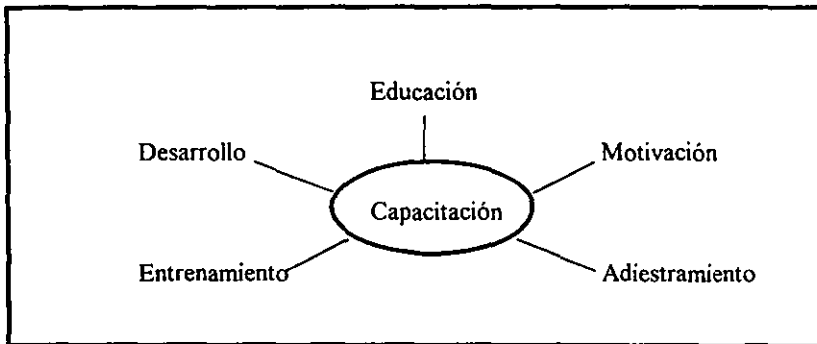 Educación
Desarrollo
Motivación
Capacitación
Entrenamiento
Adiestramiento